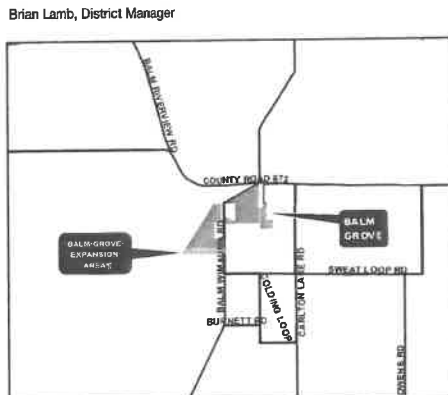 Brian Lamb, District Manager
BALM RIVERVIEW RD
COUNTY ROAD 672
BALM GROVE
BALM-GROVE-
EXPANSION
AREAS
BALM WIMAUMA RD
CARLTON LAKE RD
SWEAT LOOP RD
BURNETT RD
COLDING LOOP
OWENS RD